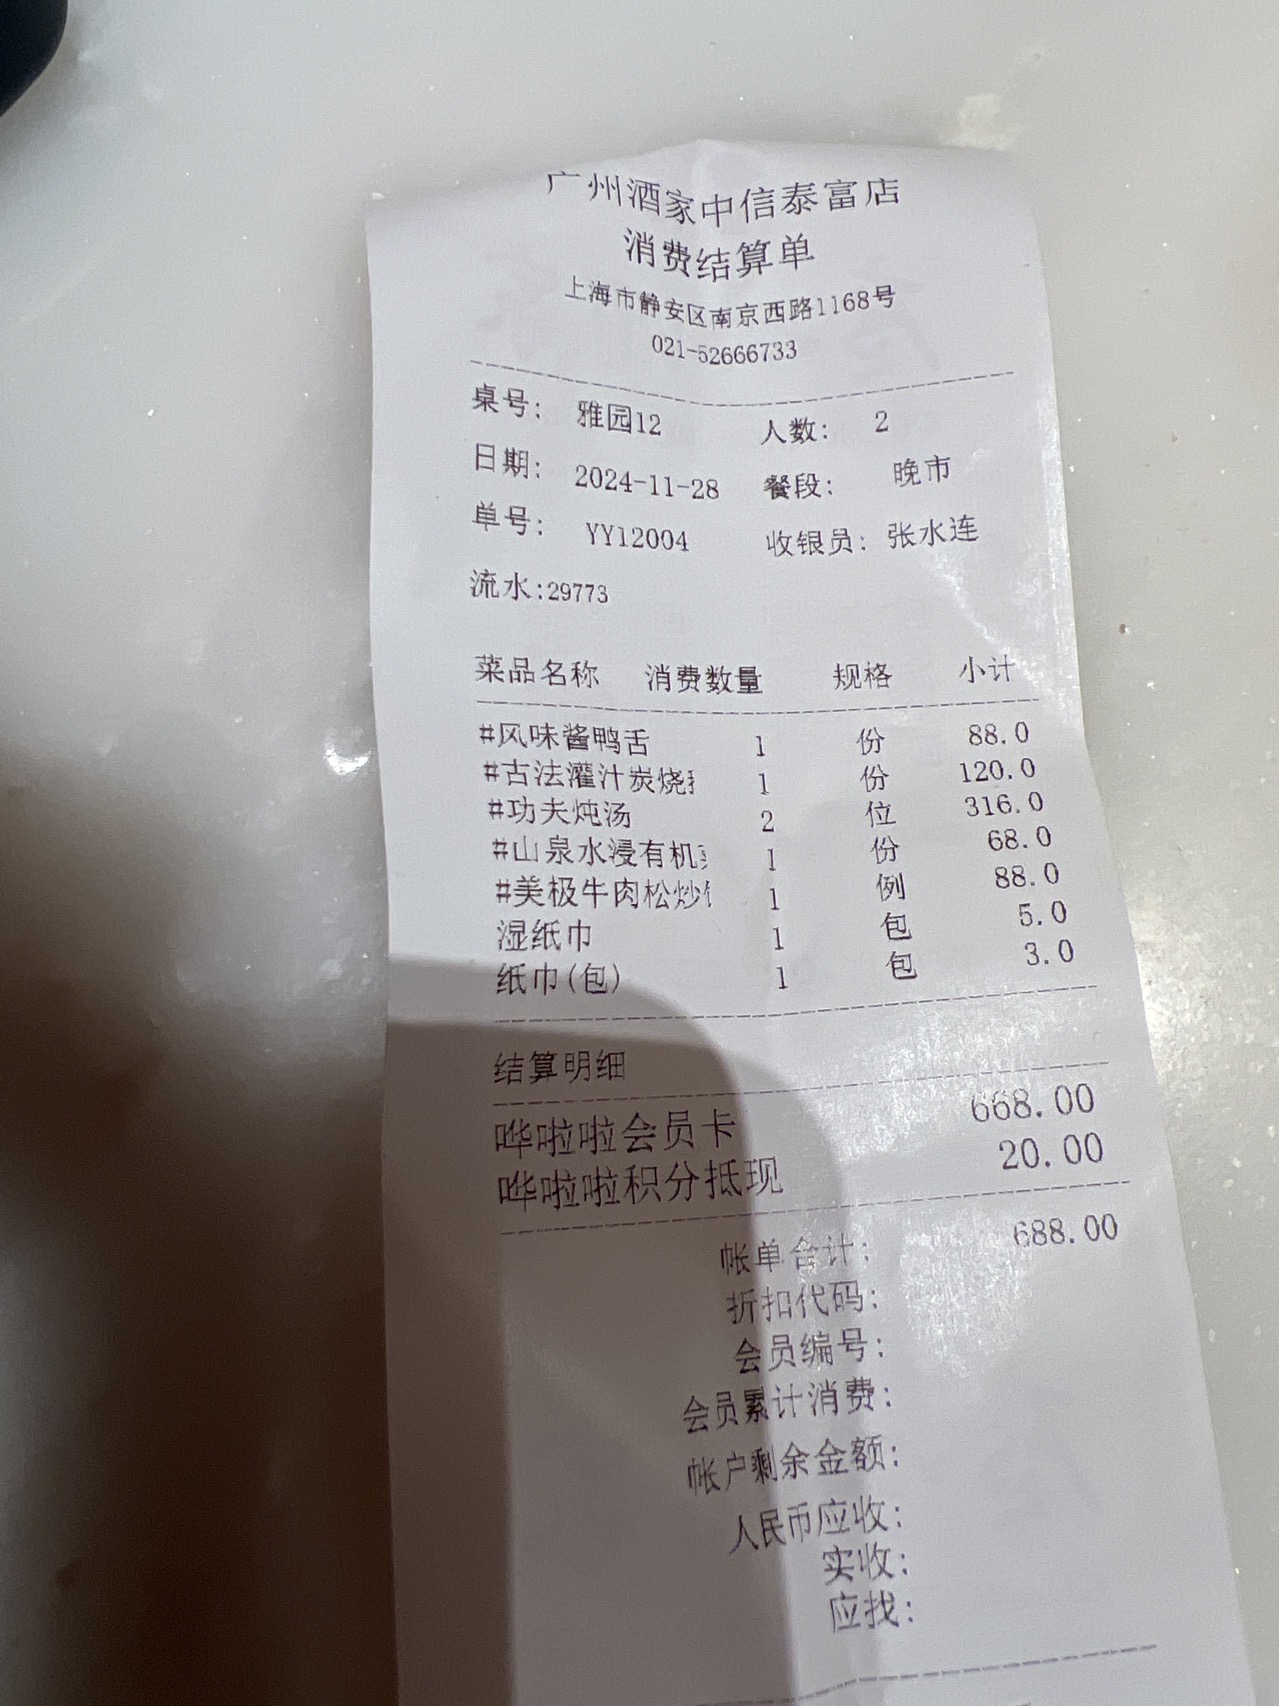 广州酒家中信泰富店
消费结算单
上海市静安区南京西路1168号
021-52666733
桌号: 雅园12 人数: 2
日期: 2024-11-28 餐段: 晚市
单号: YY12004 收银员: 张水连
流水:29773
菜品名称 消费数量 规格 小计
#风味酱鸭舌 1 份 88.0
#古法灌汁炭烧 1 份 120.0
#功夫炖汤 2 位 316.0
#山泉水浸有机 1 份 68.0
#美极牛肉松炒 1 例 88.0
湿纸巾 1 包 5.0
纸巾(包) 1 包 3.0
结算明细
哗啦啦会员卡 668.00
哗啦啦积分抵现 20.00
帐单合计: 688.00
折扣代码:
会员编号:
会员累计消费:
帐户剩余金额:
人民币应收:
实收:
应找: